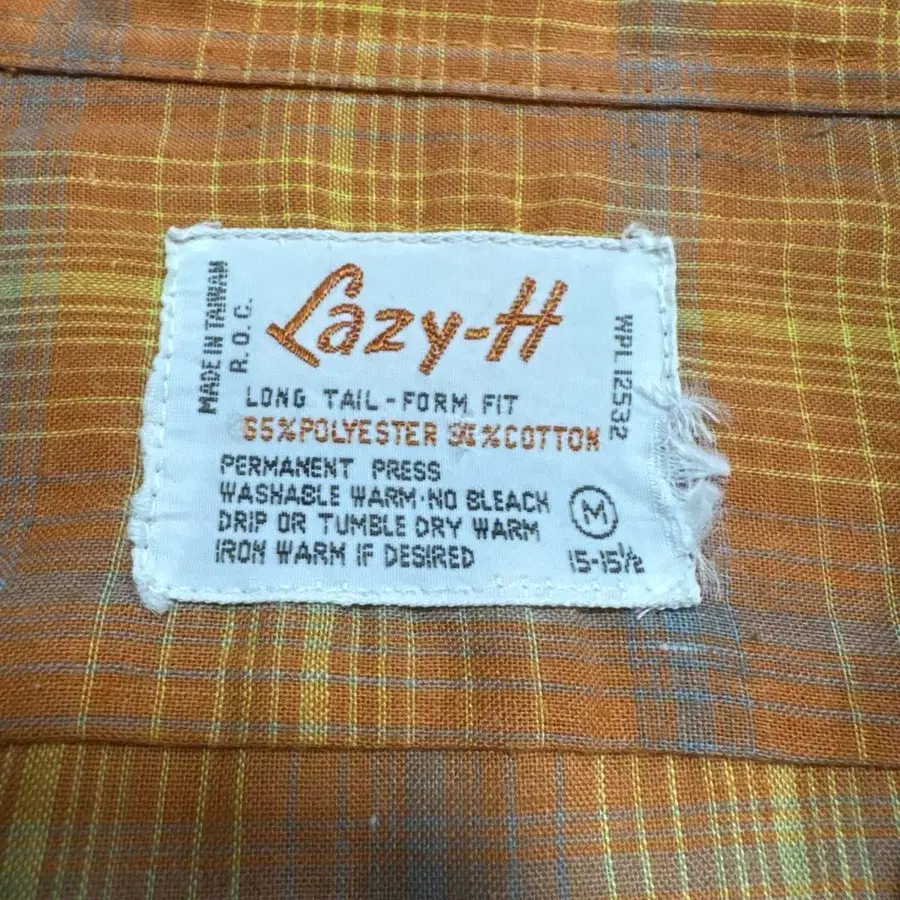 MADE IN TAIWAN
R.O.C.
Lazy-H
LONG TAIL-FORM FIT
65%POLYESTER %COTTON
PERMANENT PRESS
WASHABLE WARM·NO BLEACH
DRIP OR TUMBLE DRY WARM
IRON WARM IF DESIRED
M
15-15½
WPL 12532